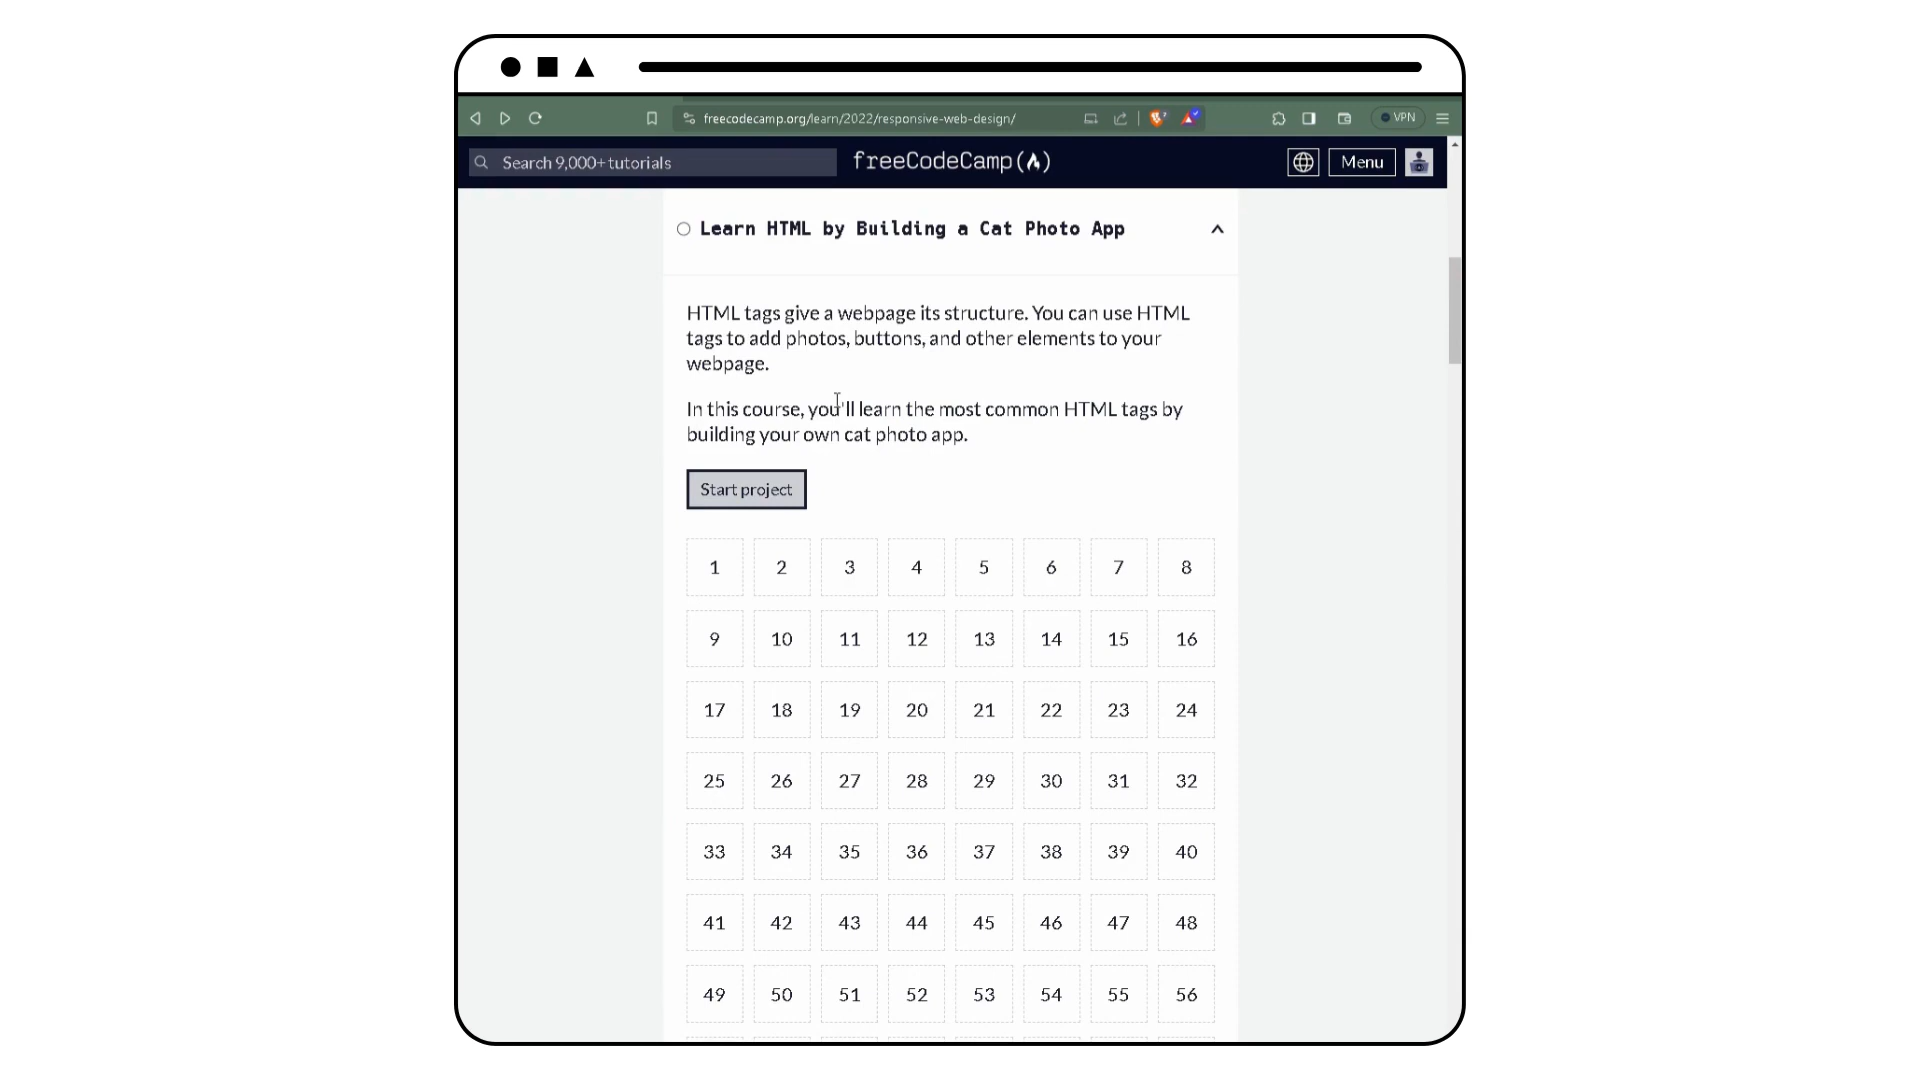 freecodecamp.org/learn/2022/responsive-web-design/
VPN
Search 9,000+ tutorials
freeCodeCamp
Menu
Learn HTML by Building a Cat Photo App
HTML tags give a webpage its structure. You can use HTML
tags to add photos, buttons, and other elements to your
webpage.
In this course, you'll learn the most common HTML tags by
building your own cat photo app.
Start project
1 2 3 4 5 6 7 8
9 10 11 12 13 14 15 16
17 18 19 20 21 22 23 24
25 26 27 28 29 30 31 32
33 34 35 36 37 38 39 40
41 42 43 44 45 46 47 48
49 50 51 52 53 54 55 56